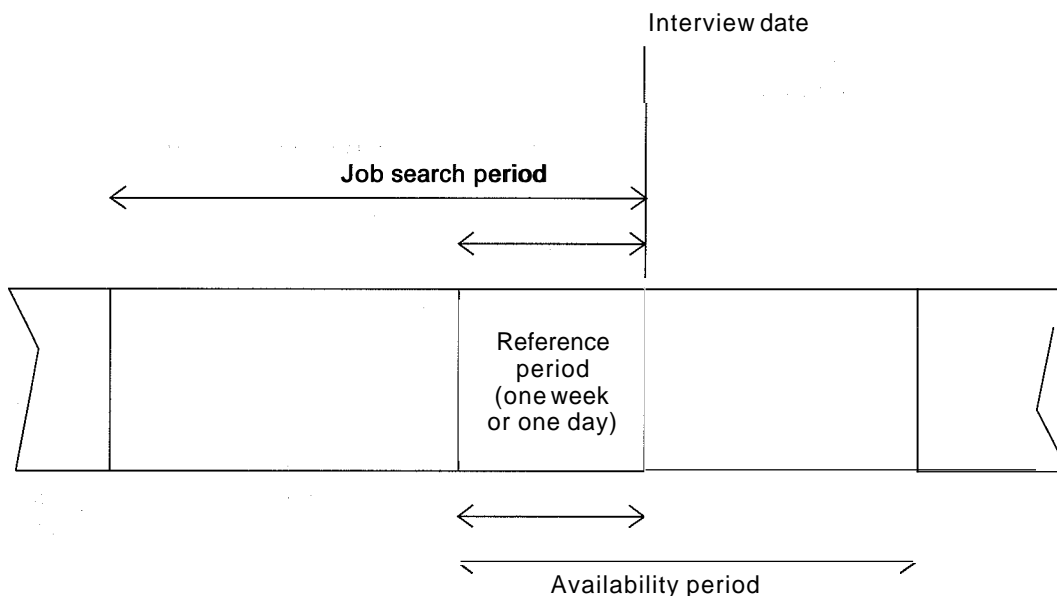 Interview date
Job search period
Reference
period
(one week
or one day)
Availability period